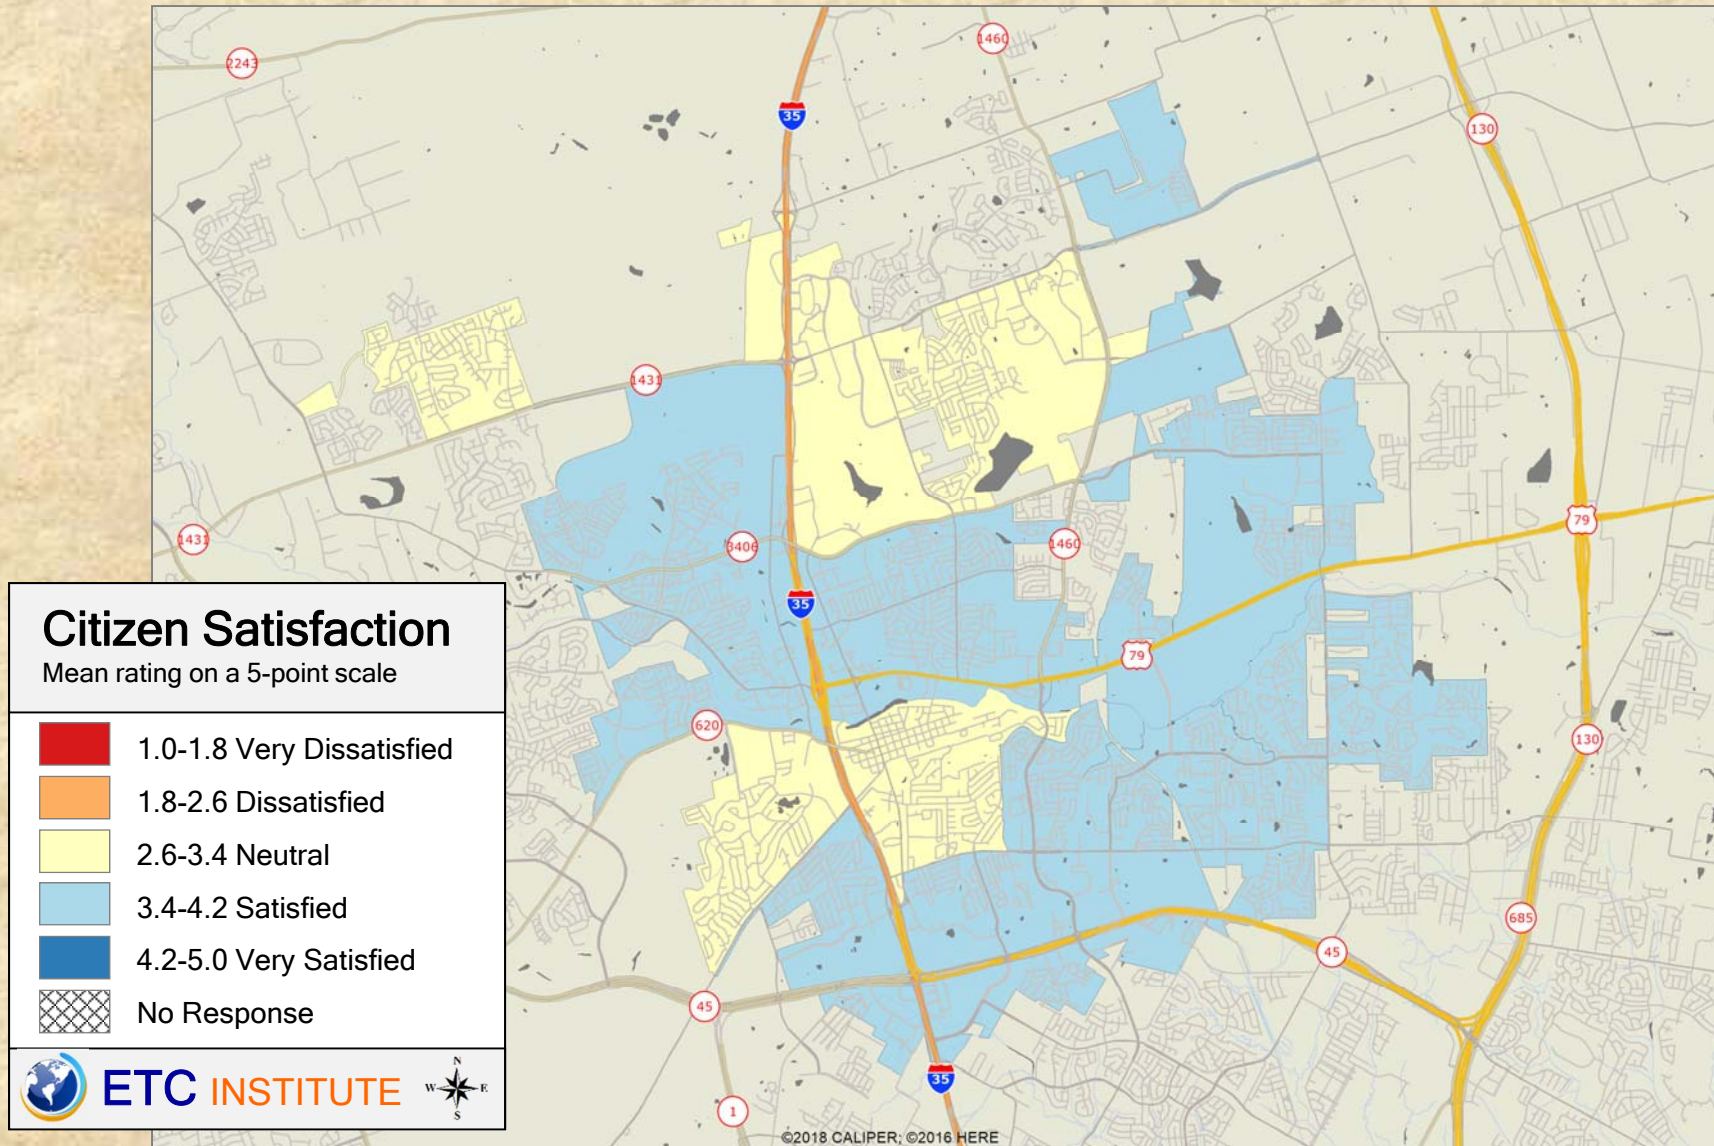 2243
1460
35
130
1431
1431
3406
1460
79
35
79
620
130
685
45
45
35
1
Citizen Satisfaction
Mean rating on a 5-point scale
1.0-1.8 Very Dissatisfied
1.8-2.6 Dissatisfied
2.6-3.4 Neutral
3.4-4.2 Satisfied
4.2-5.0 Very Satisfied
No Response
ETC INSTITUTE
N
W E
S
©2018 CALIPER; ©2016 HERE